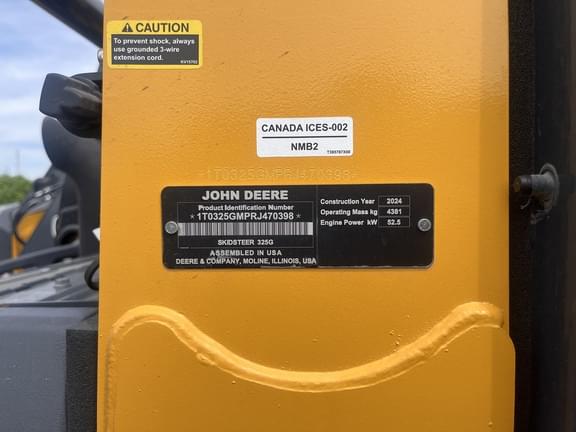 CAUTION
To prevent shock, always
use grounded 3-wire
extension cord.
KV15762
CANADA ICES-002
NMB2
1T0325GMPRJ470398
JOHN DEERE
Product Identification Number
*1T0325GMPRJ470398*
SKIDSTEER 325G
ASSEMBLED IN USA
DEERE & COMPANY, MOLINE, ILLINOIS, USA
Construction Year 2024
Operating Mass kg 4381
Engine Power kW 52.5